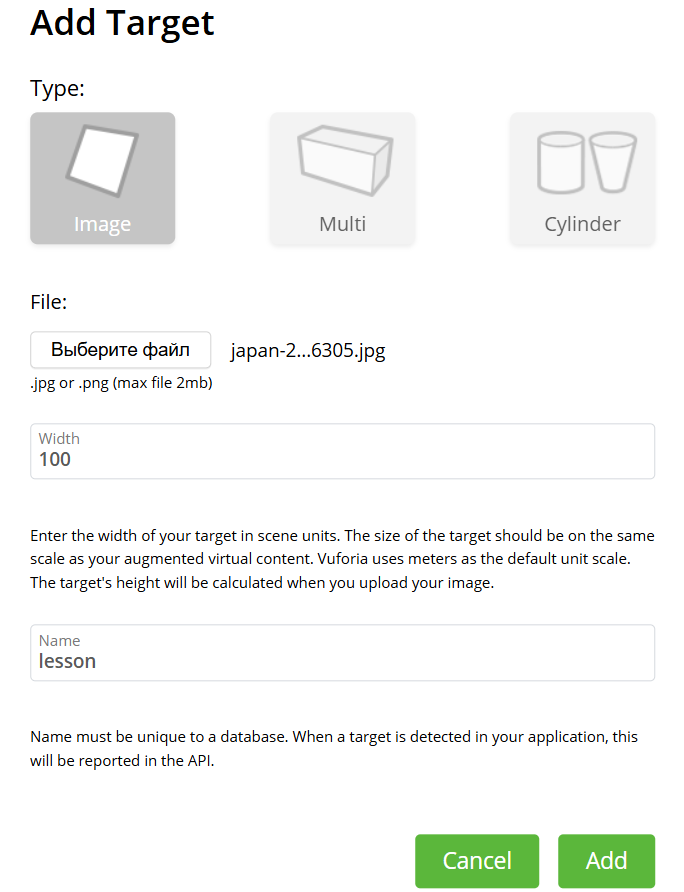 Add Target
Type:
Image
Multi
Cylinder
File:
Выберите файл japan-2...6305.jpg
.jpg or .png (max file 2mb)
Width
100
Enter the width of your target in scene units. The size of the target should be on the same
scale as your augmented virtual content. Vuforia uses meters as the default unit scale.
The target's height will be calculated when you upload your image.
Name
lesson
Name must be unique to a database. When a target is detected in your application, this
will be reported in the API.
Cancel
Add